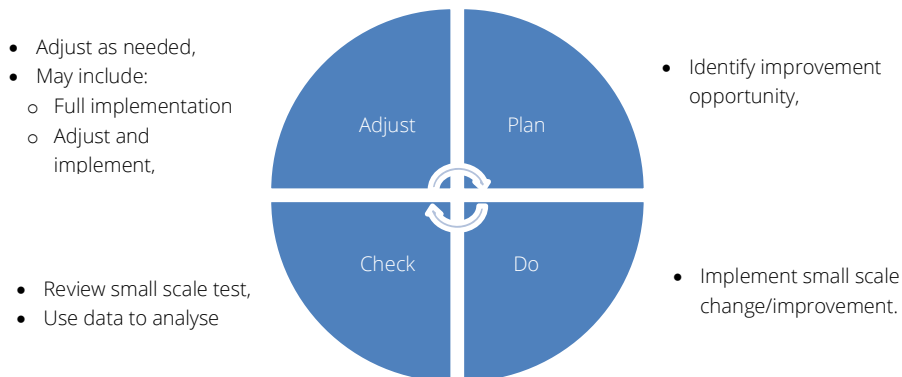 • Adjust as needed,
• May include:
o Full implementation
o Adjust and
implement,
Adjust
Plan
• Identify improvement
opportunity,
Check
Do
• Review small scale test,
• Use data to analyse
• Implement small scale
change/improvement.